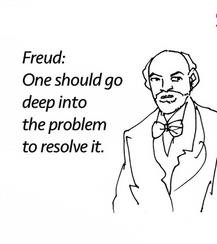 Freud:
One should go
deep into
the problem
to resolve it.